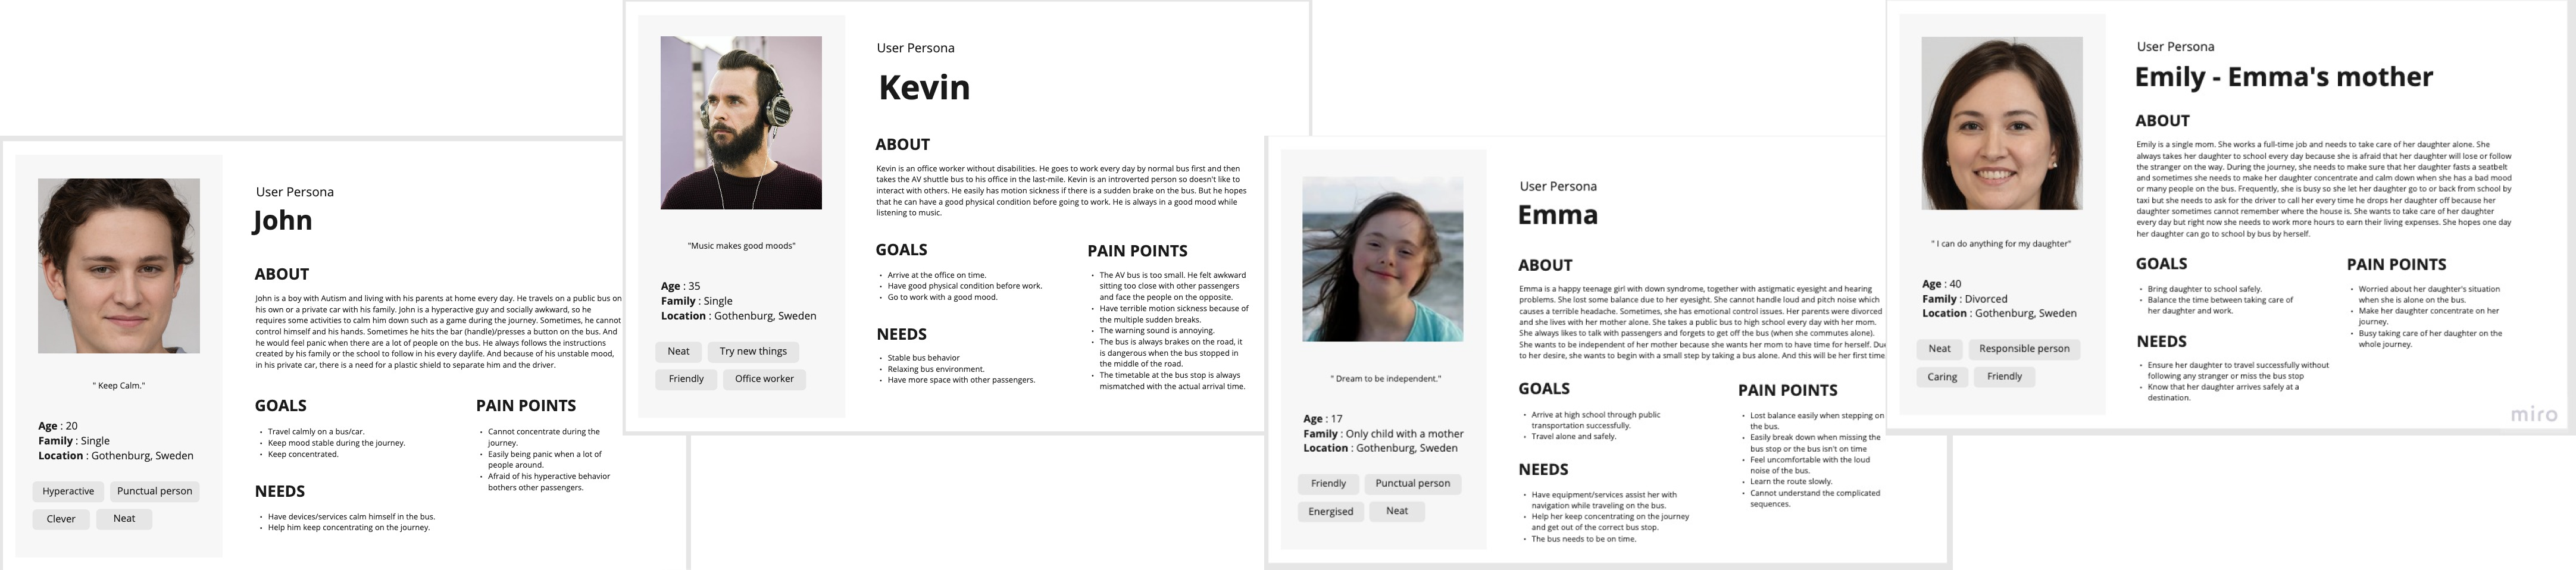 User Persona
John
ABOUT
John is a boy with Autism and living with his parents at home every day. He travels on a public bus on
his own or a private car with his family. John is a hyperactive guy and socially awkward, so he
requires some activities to calm him down such as a game during the journey. Sometimes, he cannot
control himself and his hands. Sometimes he hits the bar (handle)/presses a button on the bus. And
he would feel panic when there are a lot of people on the bus. He always follows the instructions
created by his family or the school to follow in his every daylife. And because of his unstable mood,
in his private car, there is a need for a plastic shield to separate him and the driver.
" Keep Calm."
Age : 20
Family : Single
Location : Gothenburg, Sweden
Hyperactive
Punctual person
Clever
Neat
GOALS
Travel calmly on a bus/car.
Keep mood stable during the journey.
Keep concentrated.
NEEDS
Have devices/services calm himself in the bus.
Help him keep concentrating on the journey.
PAIN POINTS
Cannot concentrate during the
journey.
Easily being panic when a lot of
people around.
Afraid of his hyperactive behavior
bothers other passengers.
User Persona
Kevin
ABOUT
Kevin is an office worker without disabilities. He goes to work every day by normal bus first and then
takes the AV shuttle bus to his office in the last-mile. Kevin is an introverted person so doesn't like to
interact with others. He easily has motion sickness if there is a sudden brake on the bus. But he hopes
that he can have a good physical condition before going to work. He is always in a good mood while
listening to music.
"Music makes good moods"
Age : 35
Family : Single
Location : Gothenburg, Sweden
Neat
Try new things
Friendly
Office worker
GOALS
Arrive at the office on time.
Have good physical condition before work.
Go to work with a good mood.
NEEDS
Stable bus behavior
Relaxing bus environment.
Have more space with other passengers.
PAIN POINTS
The AV bus is too small. He felt awkward
sitting too close with other passengers
and face the people on the opposite.
Have terrible motion sickness because of
the multiple sudden breaks.
The warning sound is annoying.
The bus is always brakes on the road, it
is dangerous when the bus stopped in
the middle of the road.
The timetable at the bus stop is always
mismatched with the actual arrival time.
User Persona
Emma
ABOUT
Emma is a happy teenage girl with down syndrome, together with astigmatic eyesight and hearing
problems. She lost some balance due to her eyesight. She cannot handle loud and pitch noise which
causes a terrible headache. Sometimes, she has emotional control issues. Her parents were divorced
and she lives with her mother alone. She takes a public bus to high school every day with her mom.
She always likes to talk with passengers and forgets to get off the bus (when she commutes alone).
She wants to be independent of her mother because she wants her mom to have time for herself. Due
to her desire, she wants to begin with a small step by taking a bus alone. And this will be her first time
" Dream to be independent."
Age : 17
Family : Only child with a mother
Location : Gothenburg, Sweden
Friendly
Punctual person
Energised
Neat
GOALS
Arrive at high school through public
transportation successfully.
Travel alone and safely.
NEEDS
Have equipment/services assist her with
navigation while traveling on the bus.
Help her keep concentrating on the journey
and get out of the correct bus stop.
The bus needs to be on time.
PAIN POINTS
Lost balance easily when stepping on
the bus.
Easily break down when missing the
bus stop or the bus isn't on time
Feel uncomfortable with the loud
noise of the bus.
Learn the route slowly.
Cannot understand the complicated
sequences.
User Persona
Emily - Emma's mother
ABOUT
Emily is a single mom. She works a full-time job and needs to take care of her daughter alone. She
always takes her daughter to school every day because she is afraid that her daughter will lose or follow
the stranger on the way. During the journey, she needs to make sure that her daughter fasts a seatbelt
and sometimes she needs to make her daughter concentrate and calm down when she has a bad mood
or many people on the bus. Frequently, she is busy so she let her daughter go to or back from school by
taxi but she needs to ask for the driver to call her every time he drops her daughter off because her
daughter sometimes cannot remember where the house is. She wants to take care of her daughter
every day but right now she needs to work more hours to earn their living expenses. She hopes one day
her daughter can go to school by bus by herself.
" I can do anything for my daughter"
Age : 40
Family : Divorced
Location : Gothenburg, Sweden
Neat
Responsible person
Caring
Friendly
GOALS
Bring daughter to school safely.
Balance the time between taking care of
her daughter and work.
NEEDS
Ensure her daughter to travel successfully without
following any stranger or miss the bus stop
Know that her daughter arrives safely at a
destination.
PAIN POINTS
Worried about her daughter's situation
when she is alone on the bus.
Make her daughter concentrate on her
journey.
Busy taking care of her daughter on the
whole journey.
miro